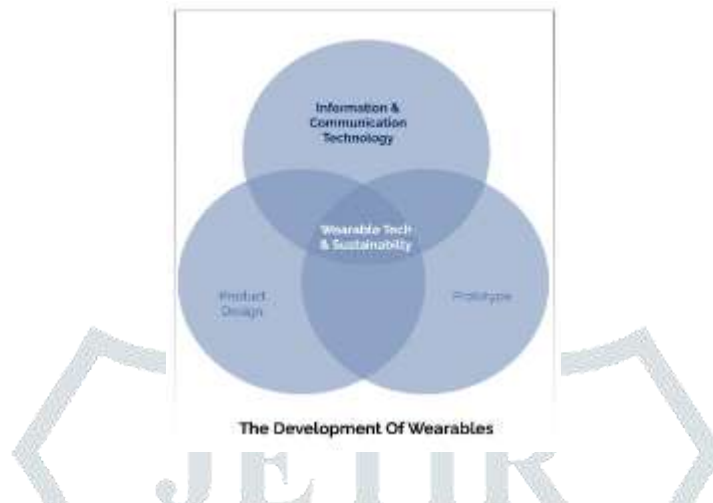 Information &
Communication
Technology
Wearable Tech
& Sustainability
Product
Design
Prototype
The Development Of Wearables
JETIR